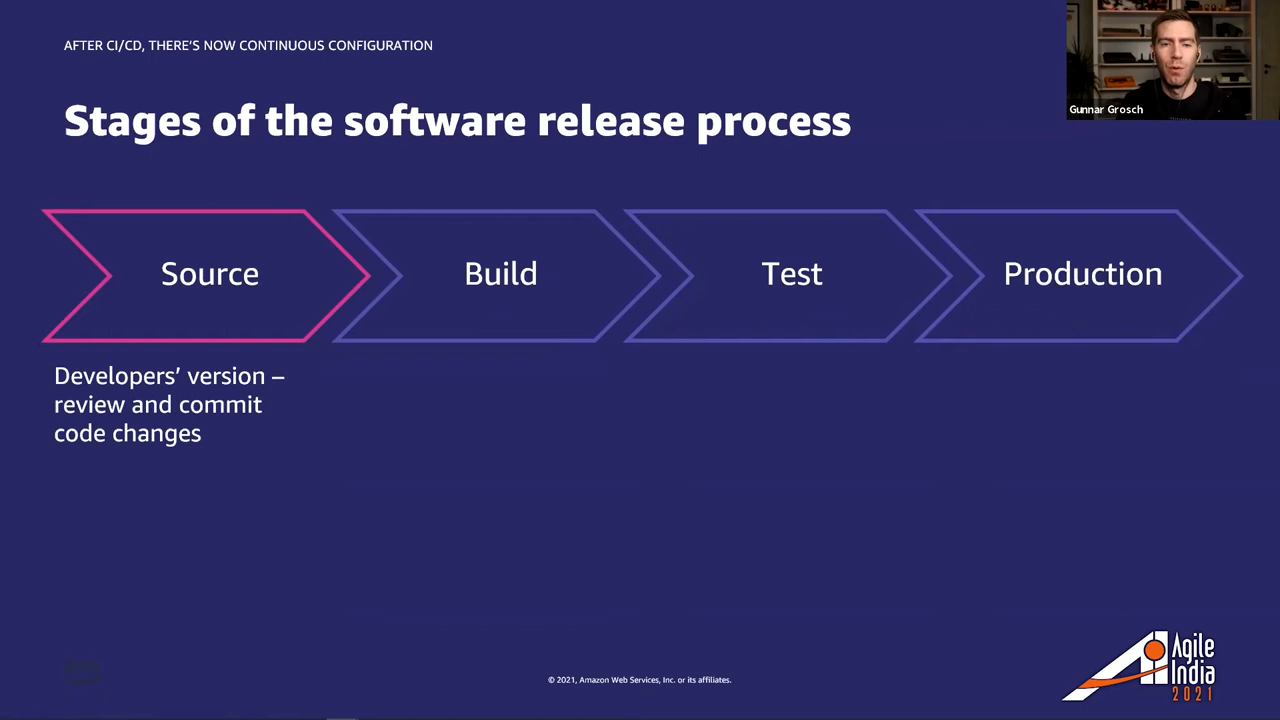 AFTER CI/CD, THERE'S NOW CONTINUOUS CONFIGURATION
Gunnar Grosch
Stages of the software release process
Source
Build
Test
Production
Developers' version –
review and commit
code changes
© 2021, Amazon Web Services, Inc. or its affiliates.
Agile
India
2021